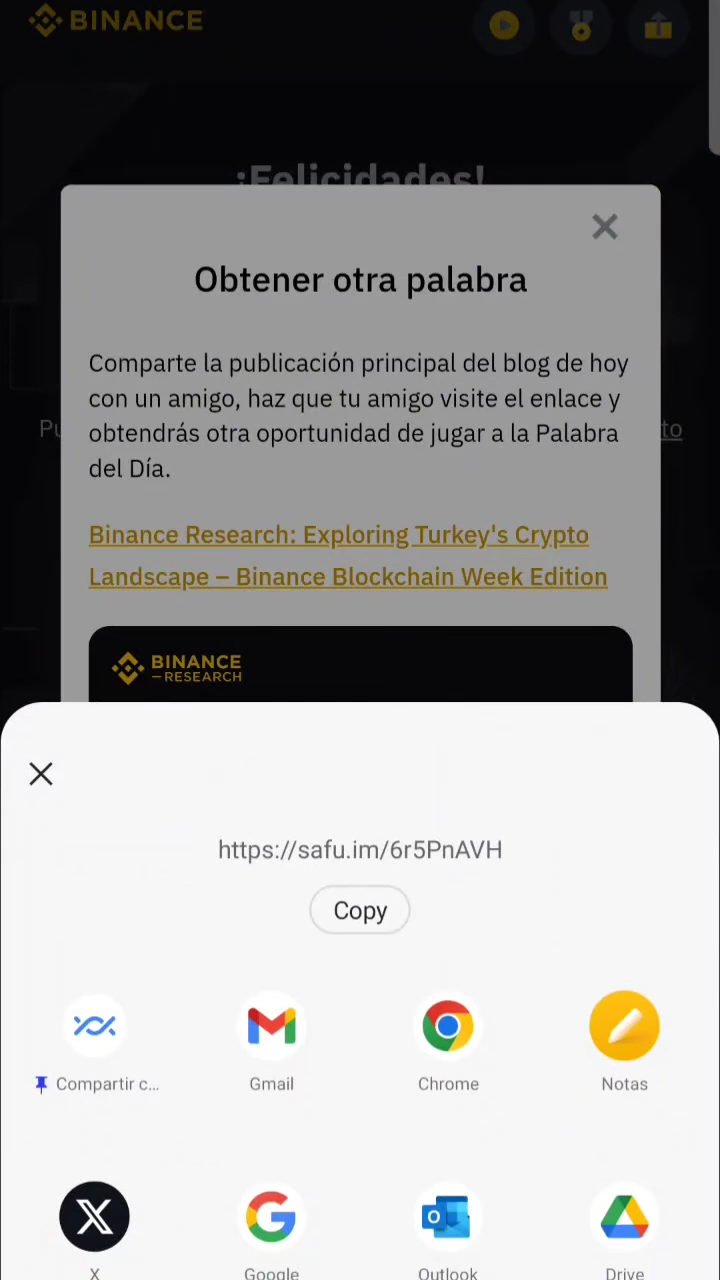 BINANCE
¡Felicidades!
Obtener otra palabra
Comparte la publicación principal del blog de hoy
con un amigo, haz que tu amigo visite el enlace y
obtendrás otra oportunidad de jugar a la Palabra
del Día.
Binance Research: Exploring Turkey's Crypto
Landscape – Binance Blockchain Week Edition
BINANCE
RESEARCH
https://safu.im/6r5PnAVH
Copy
Compartir c...
Gmail
Chrome
Notas
X
Google
Outlook
Drive